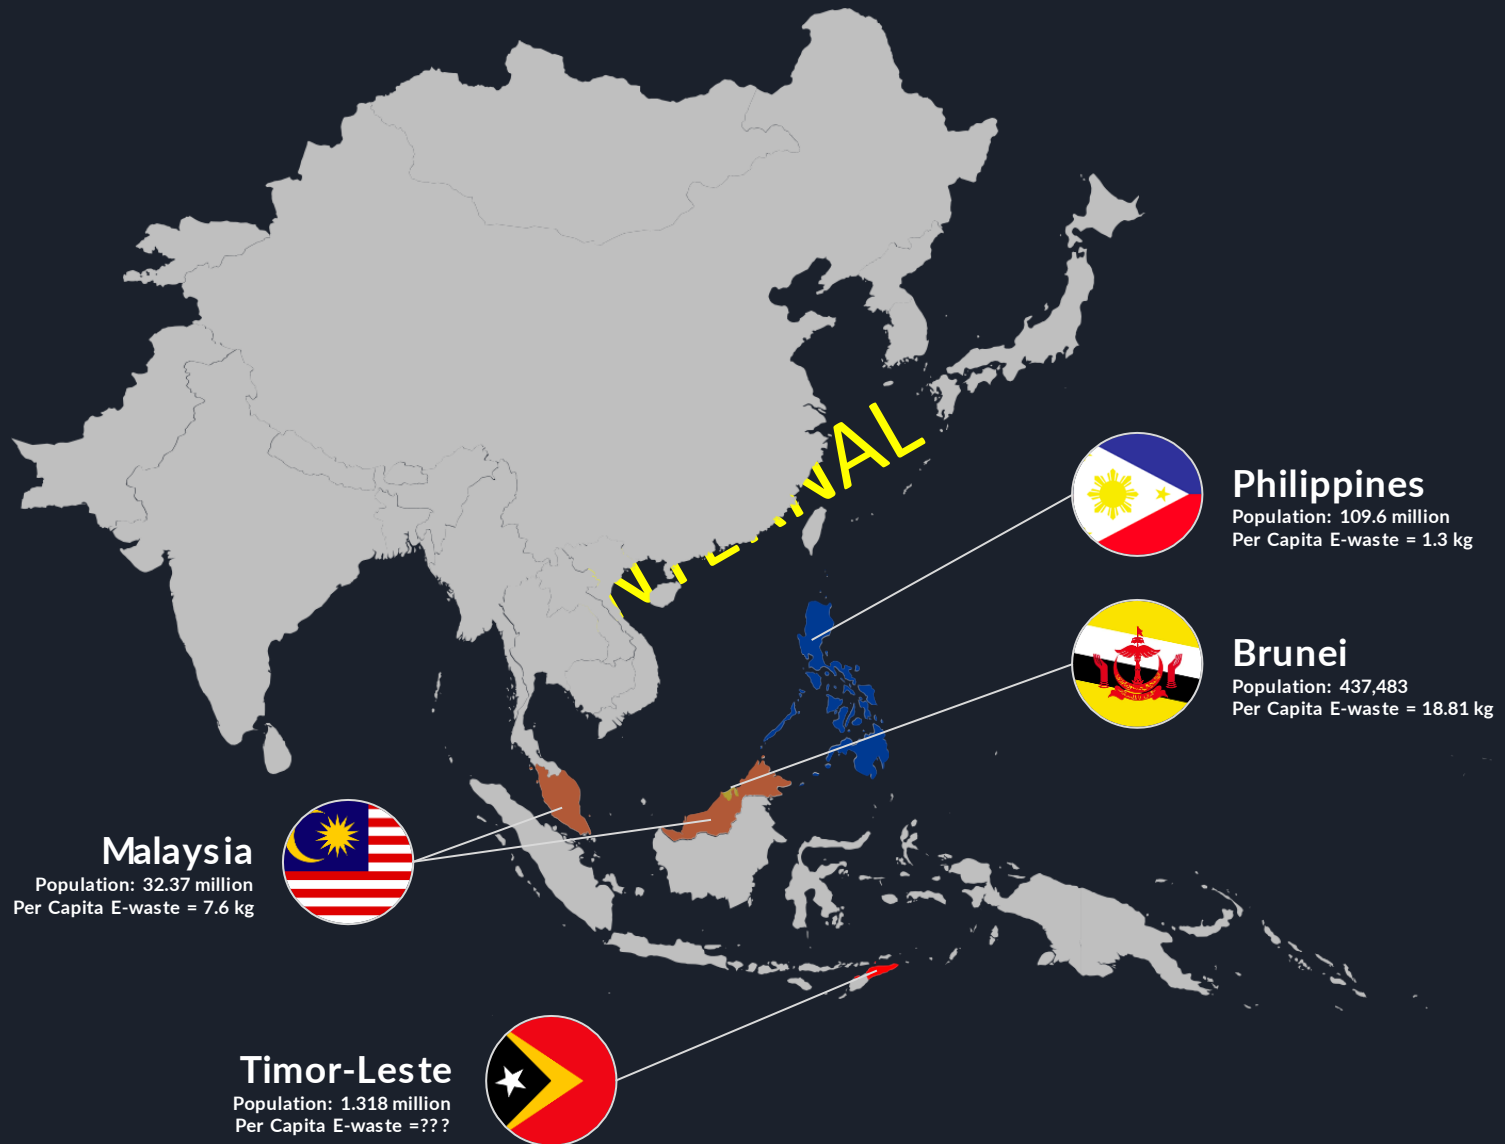 Philippines
Population: 109.6 million
Per Capita E-waste = 1.3 kg
Brunei
Population: 437,483
Per Capita E-waste = 18.81 kg
Malaysia
Population: 32.37 million
Per Capita E-waste = 7.6 kg
Timor-Leste
Population: 1.318 million
Per Capita E-waste =???